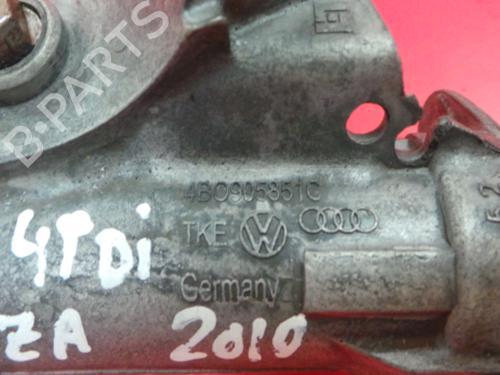 B-PARTS
4B0905851C
TKE
Germany
4TDi
ZA 2010